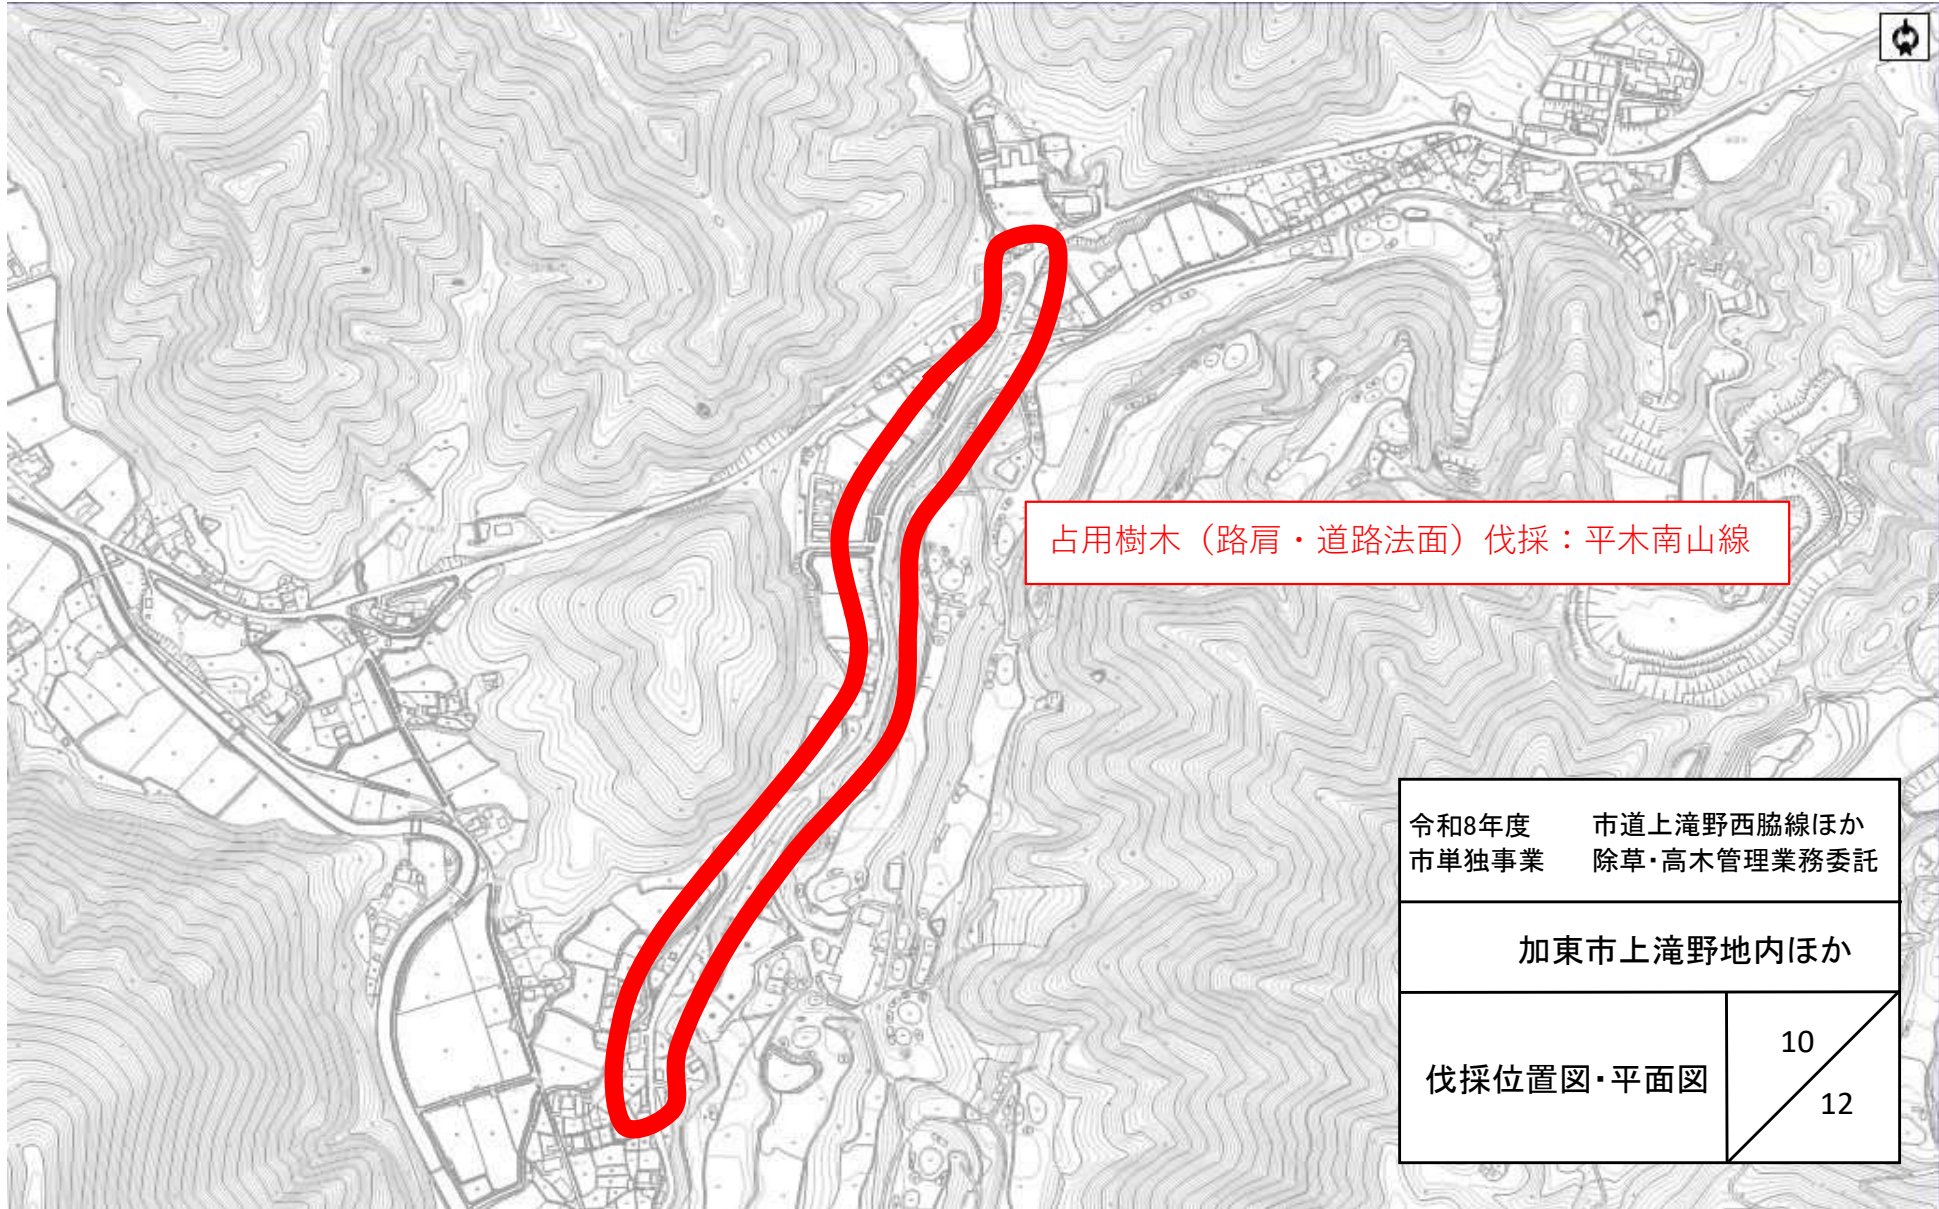 占用樹木（路肩・道路法面）伐採：平木南山線
令和8年度　市道上滝野西脇線ほか
市単独事業　除草・高木管理業務委託
加東市上滝野地内ほか
伐採位置図・平面図
10
12